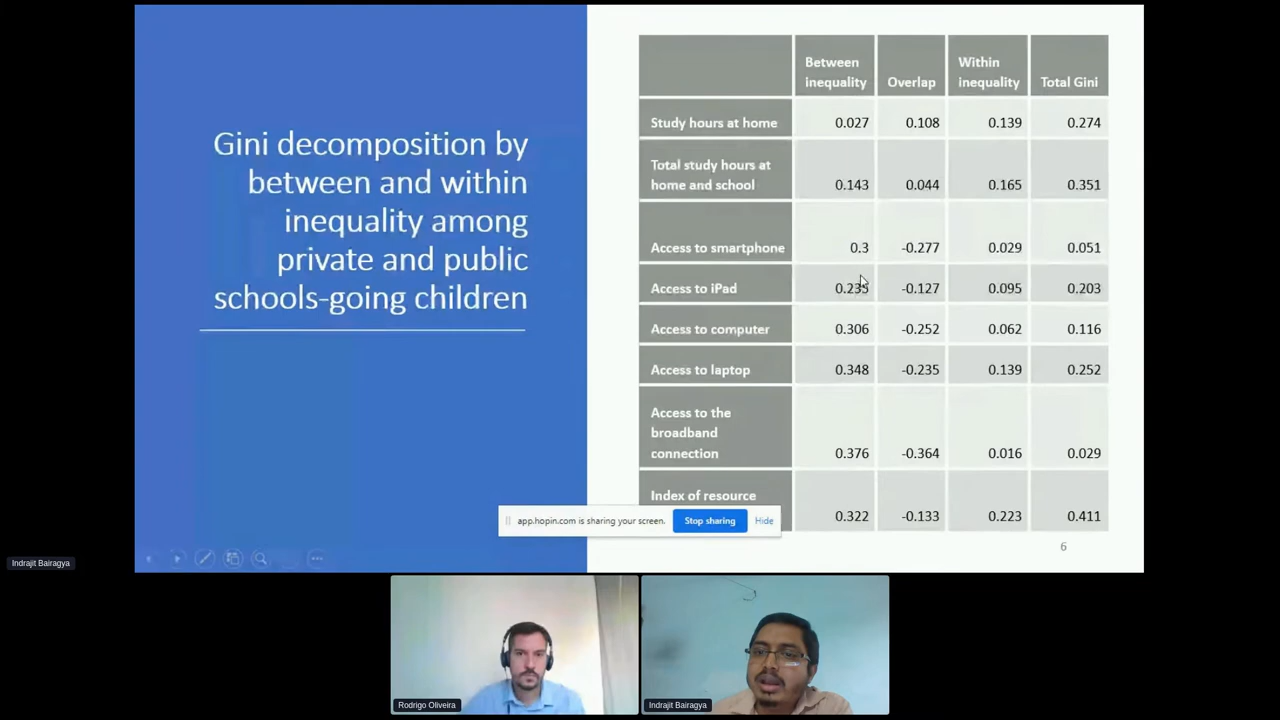 Gini decomposition by
between and within
inequality among
private and public
schools-going children
Between
inequality
Overlap
Within
inequality
Total Gini
Study hours at home
0.027
0.108
0.139
0.274
Total study hours at
home and school
0.143
0.044
0.165
0.351
Access to smartphone
0.3
-0.277
0.029
0.051
Access to iPad
0.235
-0.127
0.095
0.203
Access to computer
0.306
-0.252
0.062
0.116
Access to laptop
0.348
-0.235
0.139
0.252
Access to the
broadband
connection
0.376
-0.364
0.016
0.029
Index of resource
0.322
-0.133
0.223
0.411
app.hopin.com is sharing your screen.
Stop sharing
Hide
6
Indrajit Bairagya
Rodrigo Oliveira
Indrajit Bairagya